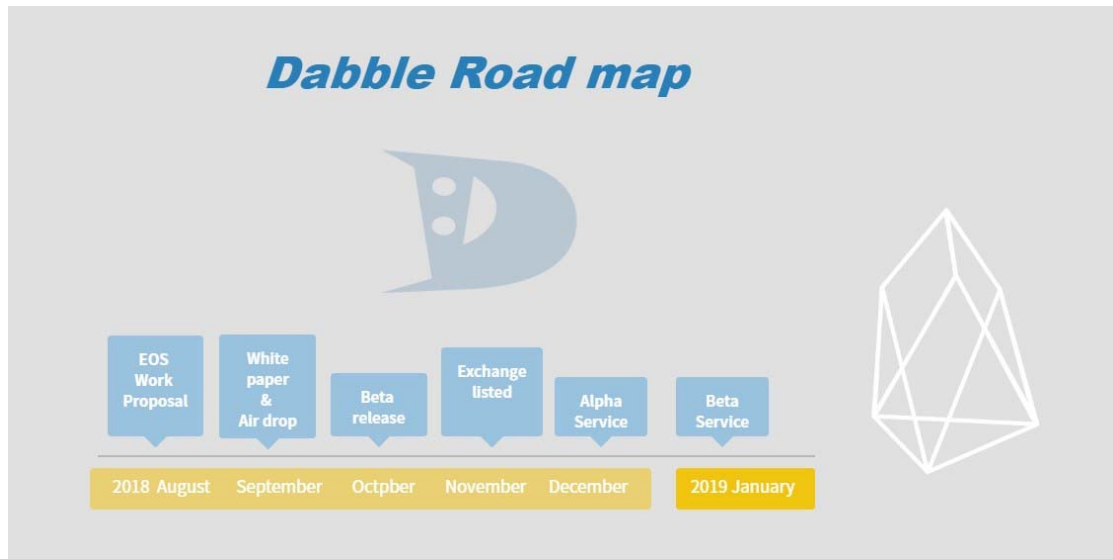 Dabble Road map
EOS
Work
Proposal
White
paper
&
Air drop
Beta
release
Exchange
listed
Alpha
Service
Beta
Service
2018 August September Octpber November December 2019 January